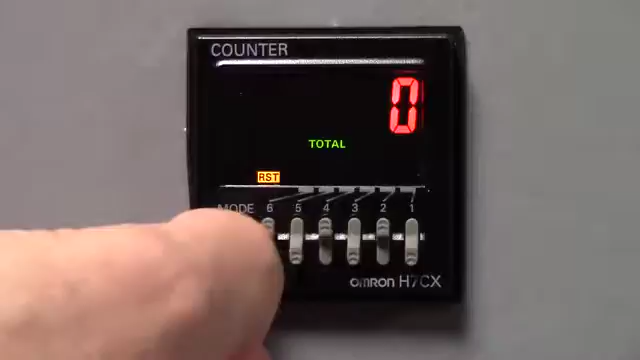 COUNTER
0
TOTAL
RST
MODE 6 5 4 3 2 1
OMRON H7CX